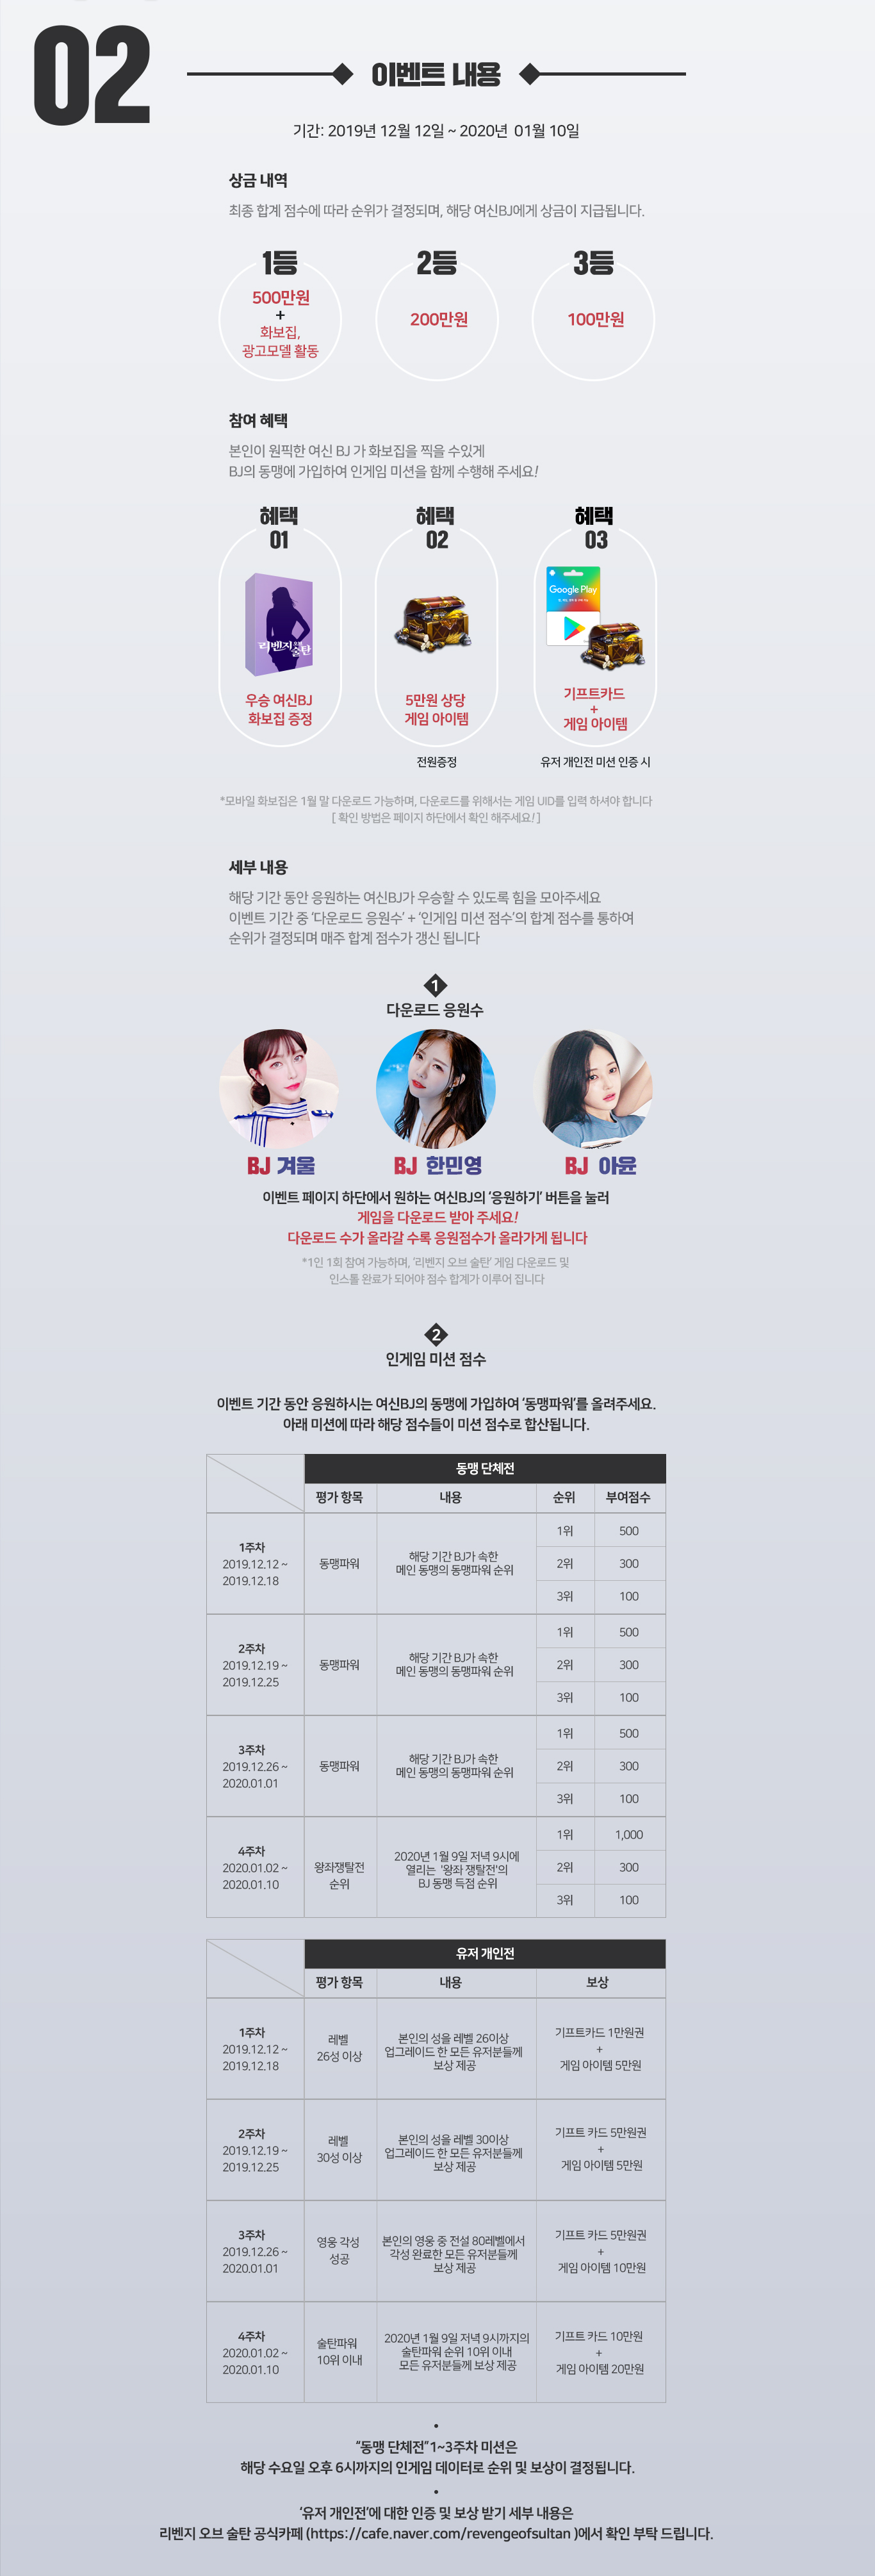 02
이벤트 내용
기간: 2019년 12월 12일 ~ 2020년 01월 10일
상금 내역
최종 합계 점수에 따라 순위가 결정되며, 해당 여신BJ에게 상금이 지급됩니다.
1등
500만원
+
화보집,
광고모델 활동
2등
200만원
3등
100만원
참여 혜택
본인이 원픽한 여신 BJ 가 화보집을 찍을 수있게
BJ의 동맹에 가입하여 인게임 미션을 함께 수행해 주세요!
혜택
01
리벤지
술탄
우승 여신BJ
화보집 증정
혜택
02
5만원 상당
게임 아이템
전원증정
혜택
03
Google Play
기프트카드
+
게임 아이템
유저 개인전 미션 인증 시
*모바일 화보집은 1월 말 다운로드 가능하며, 다운로드를 위해서는 게임 UID를 입력 하셔야 합니다
[ 확인 방법은 페이지 하단에서 확인 해주세요! ]
세부 내용
해당 기간 동안 응원하는 여신BJ가 우승할 수 있도록 힘을 모아주세요
이벤트 기간 중 '다운로드 응원수' + '인게임 미션 점수'의 합계 점수를 통하여
순위가 결정되며 매주 합계 점수가 갱신 됩니다
1
다운로드 응원수
BJ 겨울
BJ 한민영
BJ 아윤
이벤트 페이지 하단에서 원하는 여신BJ의 '응원하기' 버튼을 눌러
게임을 다운로드 받아 주세요!
다운로드 수가 올라갈 수록 응원점수가 올라가게 됩니다
*1인 1회 참여 가능하며, '리벤지 오브 술탄' 게임 다운로드 및
인스톨 완료가 되어야 점수 합계가 이루어 집니다
2
인게임 미션 점수
이벤트 기간 동안 응원하시는 여신BJ의 동맹에 가입하여 '동맹파워'를 올려주세요.
아래 미션에 따라 해당 점수들이 미션 점수로 합산됩니다.
동맹 단체전
평가 항목 내용 순위 부여점수
1주차
2019.12.12 ~
2019.12.18
동맹파워
해당 기간 BJ가 속한
메인 동맹의 동맹파워 순위
1위 500
2위 300
3위 100
2주차
2019.12.19 ~
2019.12.25
동맹파워
해당 기간 BJ가 속한
메인 동맹의 동맹파워 순위
1위 500
2위 300
3위 100
3주차
2019.12.26 ~
2020.01.01
동맹파워
해당 기간 BJ가 속한
메인 동맹의 동맹파워 순위
1위 500
2위 300
3위 100
4주차
2020.01.02 ~
2020.01.10
왕좌쟁탈전
순위
2020년 1월 9일 저녁 9시에
열리는 '왕좌 쟁탈전'의
BJ 동맹 득점 순위
1위 1,000
2위 300
3위 100
유저 개인전
평가 항목 내용 보상
1주차
2019.12.12 ~
2019.12.18
레벨
26성 이상
본인의 성을 레벨 26이상
업그레이드 한 모든 유저분들께
보상 제공
기프트카드 1만원권
+
게임 아이템 5만원
2주차
2019.12.19 ~
2019.12.25
레벨
30성 이상
본인의 성을 레벨 30이상
업그레이드 한 모든 유저분들께
보상 제공
기프트 카드 5만원권
+
게임 아이템 5만원
3주차
2019.12.26 ~
2020.01.01
영웅 각성
성공
본인의 영웅 중 전설 80레벨에서
각성 완료한 모든 유저분들께
보상 제공
기프트 카드 5만원권
+
게임 아이템 10만원
4주차
2020.01.02 ~
2020.01.10
술탄파워
10위 이내
2020년 1월 9일 저녁 9시까지의
술탄파워 순위 10위 이내
모든 유저분들께 보상 제공
기프트 카드 10만원
+
게임 아이템 20만원
•
"동맹 단체전" 1~3주차 미션은
해당 수요일 오후 6시까지의 인게임 데이터로 순위 및 보상이 결정됩니다.
•
'유저 개인전'에 대한 인증 및 보상 받기 세부 내용은
리벤지 오브 술탄 공식카페 (https://cafe.naver.com/revengeofsultan )에서 확인 부탁 드립니다.